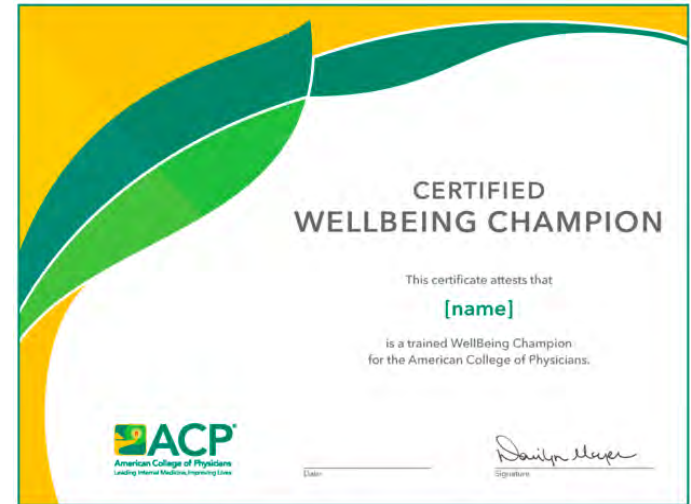 CERTIFIED
WELLBEING CHAMPION
This certificate attests that
[name]
is a trained WellBeing Champion
for the American College of Physicians.
ACP®
American College of Physicians
Leading Internal Medicine, Improving Lives
Date
Signature